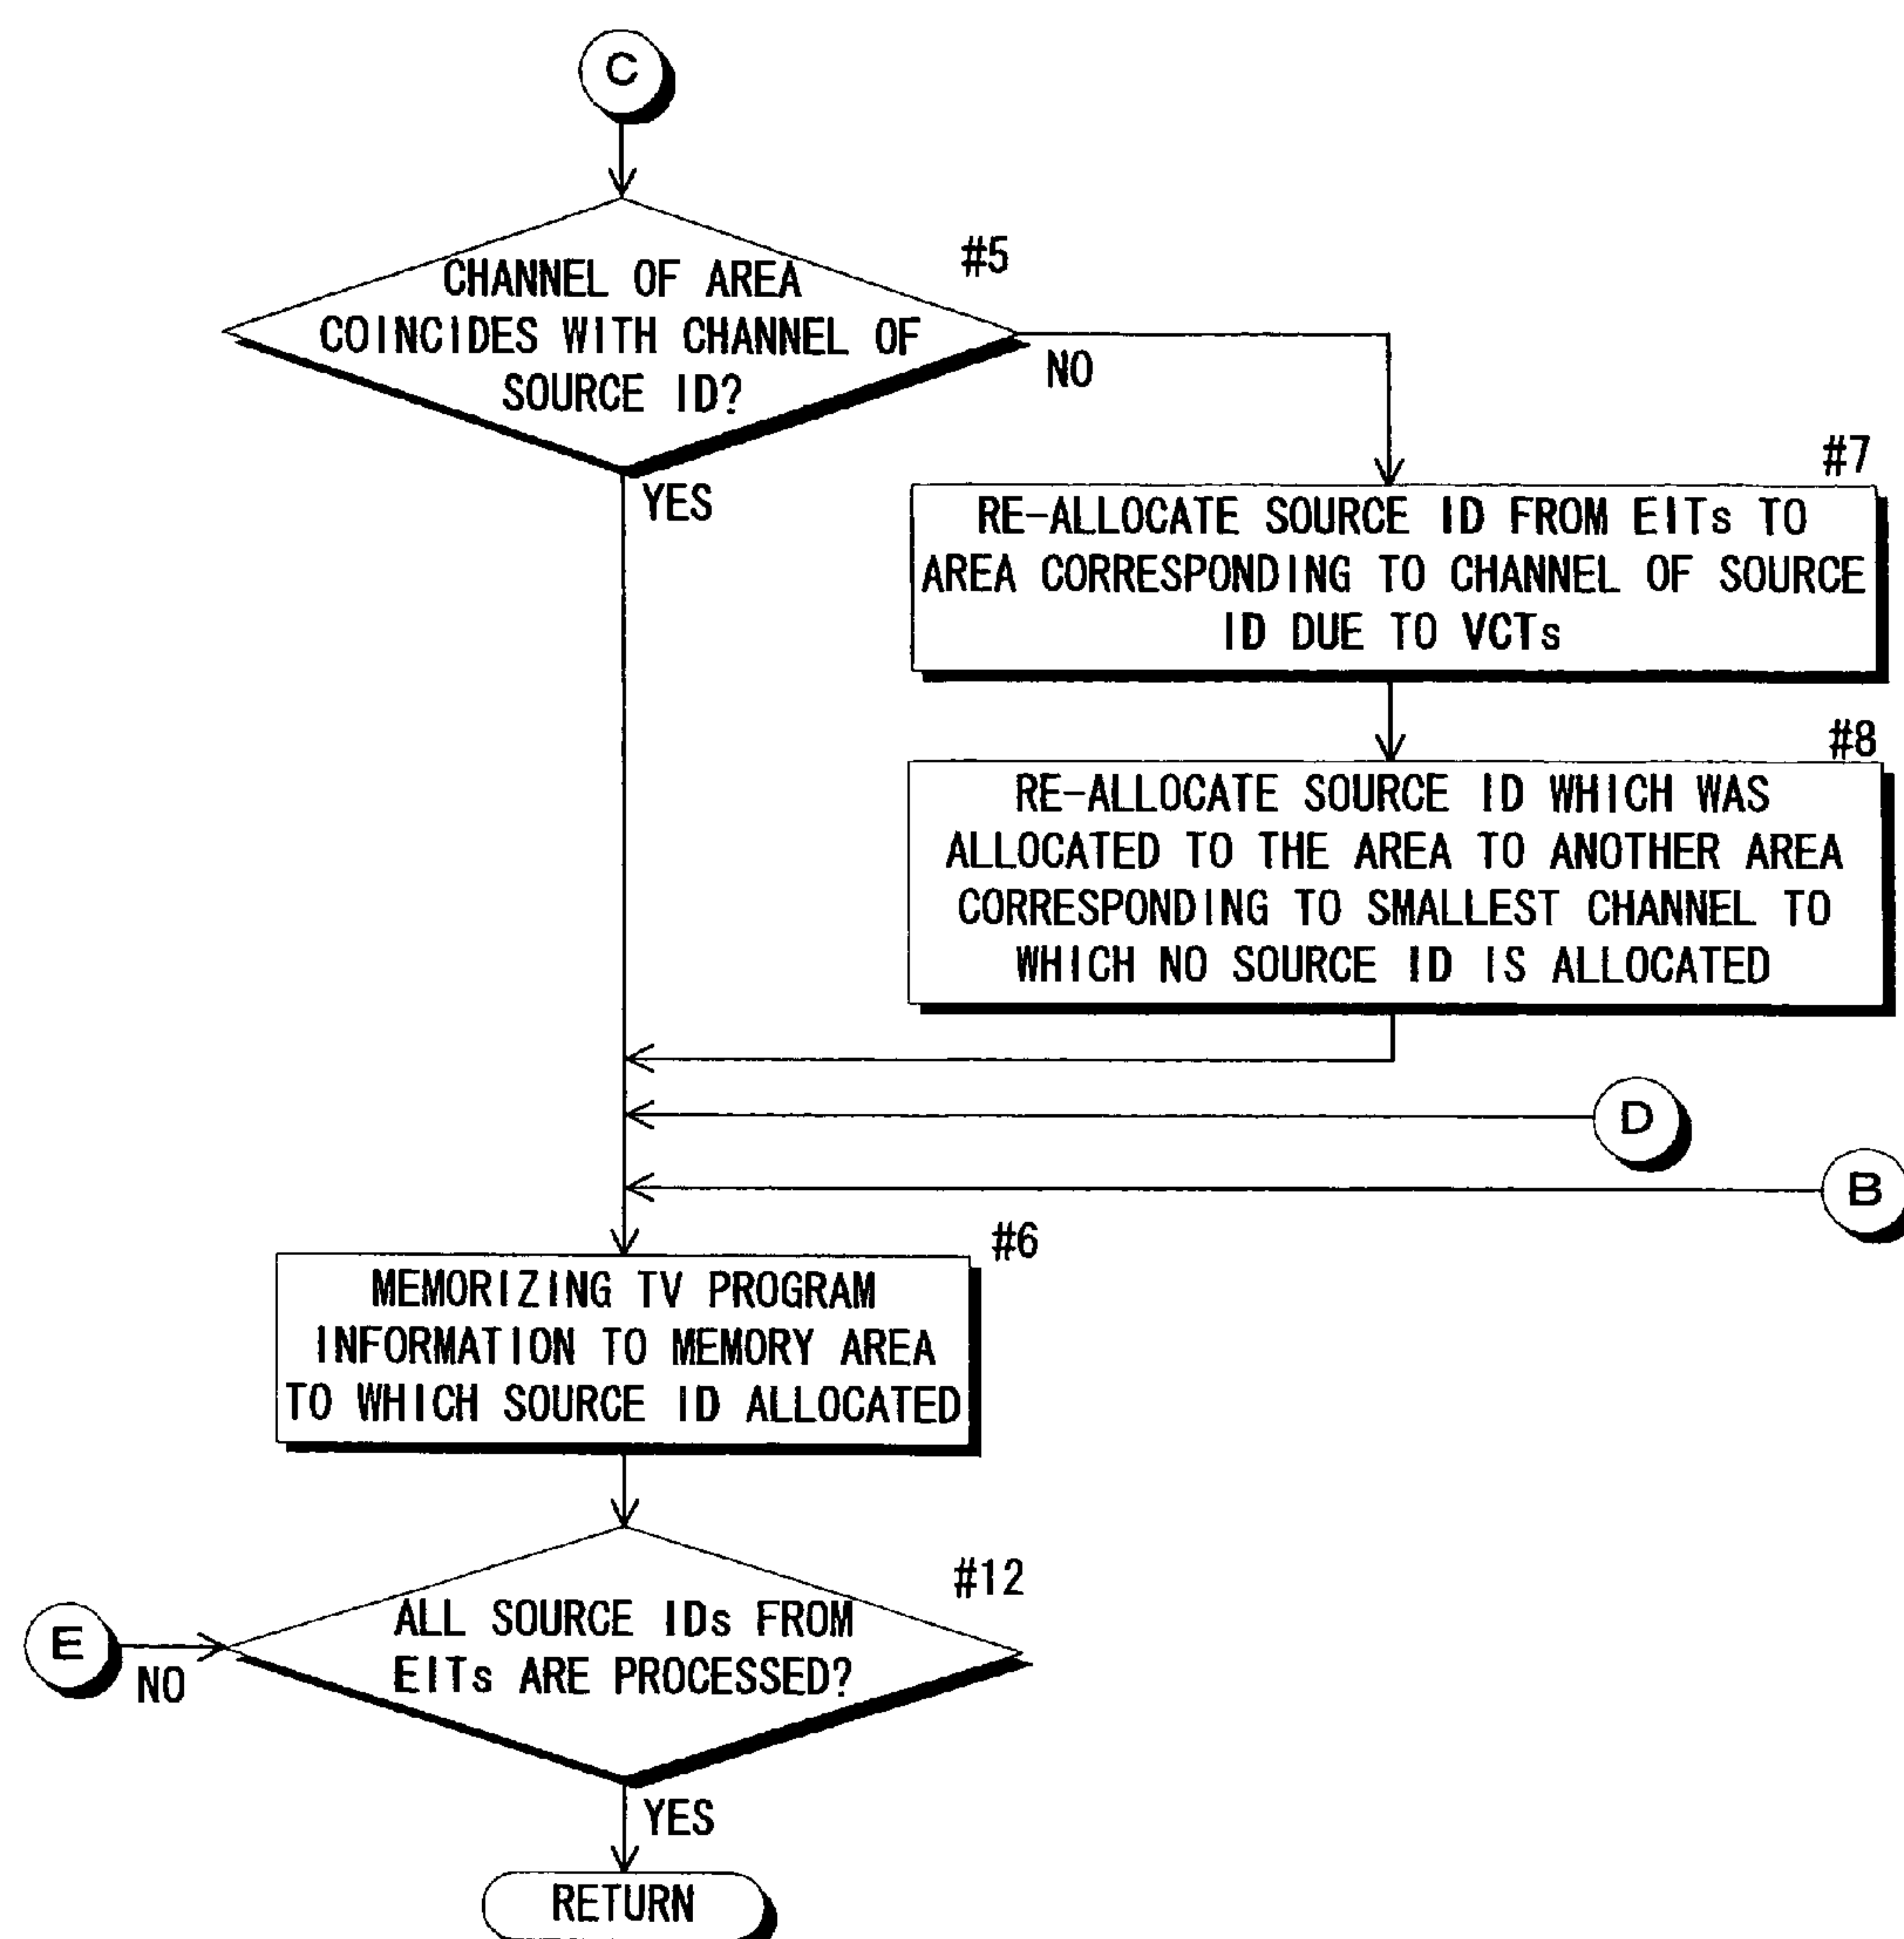 C
#5
CHANNEL OF AREA
COINCIDES WITH CHANNEL OF
SOURCE ID?
NO
YES
#7
RE-ALLOCATE SOURCE ID FROM EITs TO
AREA CORRESPONDING TO CHANNEL OF SOURCE
ID DUE TO VCTs
#8
RE-ALLOCATE SOURCE ID WHICH WAS
ALLOCATED TO THE AREA TO ANOTHER AREA
CORRESPONDING TO SMALLEST CHANNEL TO
WHICH NO SOURCE ID IS ALLOCATED
D
B
#6
MEMORIZING TV PROGRAM
INFORMATION TO MEMORY AREA
TO WHICH SOURCE ID ALLOCATED
#12
ALL SOURCE IDs FROM
EITs ARE PROCESSED?
E
NO
YES
RETURN